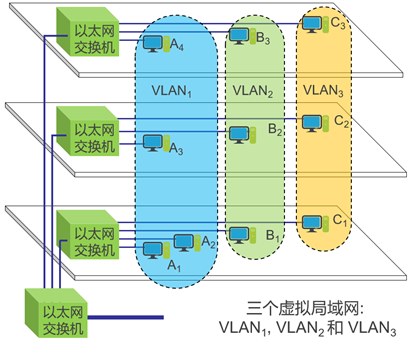 以太网
交换机
A₄
B₃
C₃
VLAN₁
VLAN₂
VLAN₃
以太网
交换机
A₃
B₂
C₂
以太网
交换机
A₁
A₂
B₁
C₁
以太网
交换机
三个虚拟局域网:
VLAN₁, VLAN₂ 和 VLAN₃